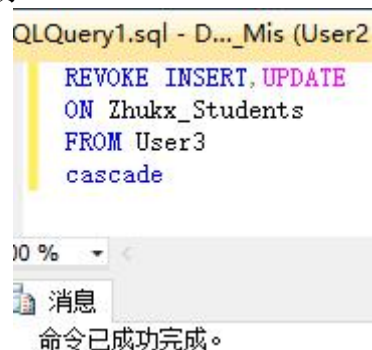 QLQuery1.sql - D..._Mis (User2
REVOKE INSERT,UPDATE
ON Zhukx_Students
FROM User3
cascade
00 %
消息
命令已成功完成。